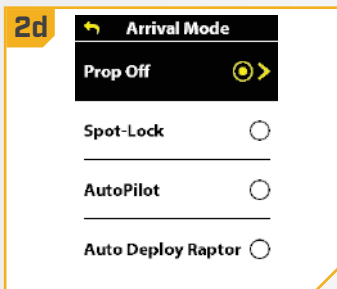 2d
Arrival Mode
Prop Off
Spot-Lock
AutoPilot
Auto Deploy Raptor